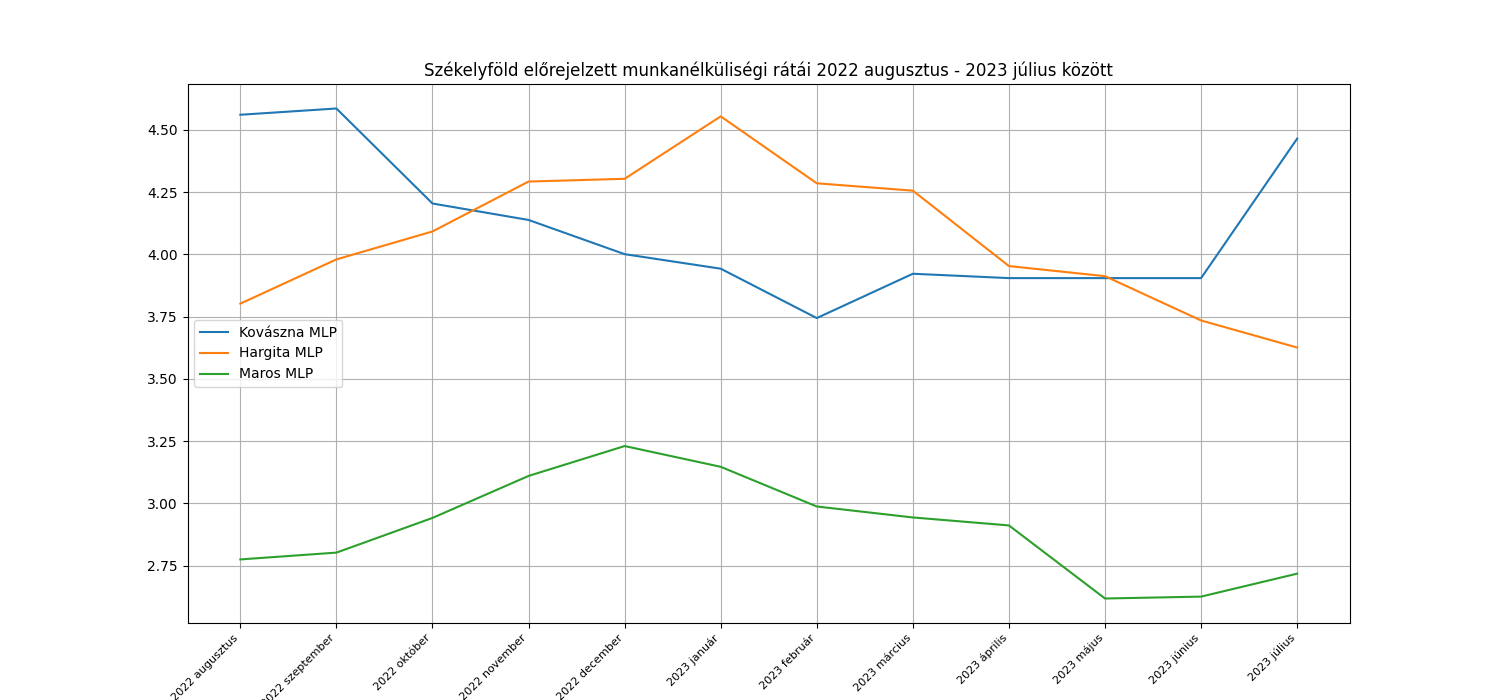 Székelyföld előrejelzett munkanélküliségi rátái 2022 augusztus - 2023 július között
4.50
4.25
4.00
3.75
3.50
3.25
3.00
2.75
Kovászna MLP
Hargita MLP
Maros MLP
2022 augusztus
2022 szeptember
2022 október
2022 november
2022 december
2023 január
2023 február
2023 március
2023 április
2023 május
2023 június
2023 július